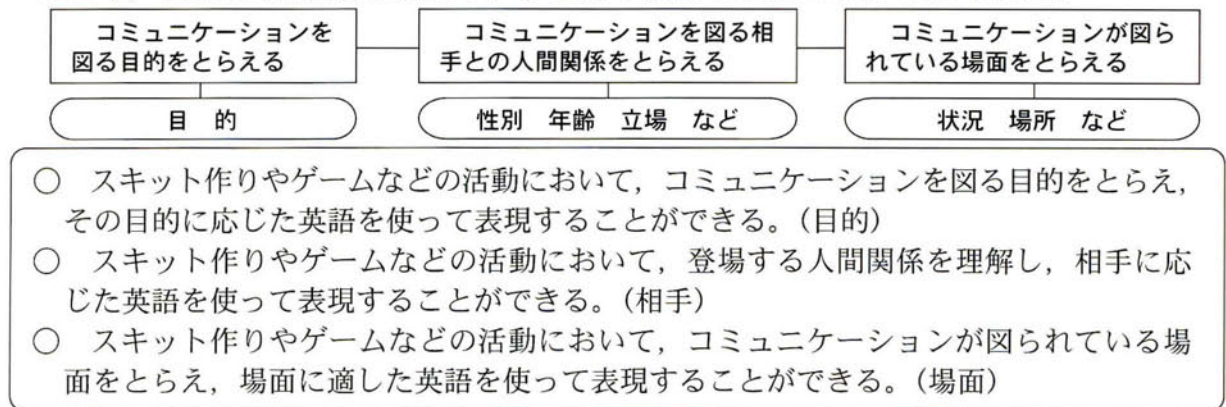 コミュニケーションを
図る目的をとらえる
コミュニケーションを図る相
手との人間関係をとらえる
コミュニケーションが図ら
れている場面をとらえる
目 的
性別 年齢 立場 など
状況 場所 など
○ スキット作りやゲームなどの活動において，コミュニケーションを図る目的をとらえ，
その目的に応じた英語を使って表現することができる。（目的）
○ スキット作りやゲームなどの活動において，登場する人間関係を理解し，相手に応
じた英語を使って表現することができる。（相手）
○ スキット作りやゲームなどの活動において，コミュニケーションが図られている場
面をとらえ，場面に適した英語を使って表現することができる。（場面）